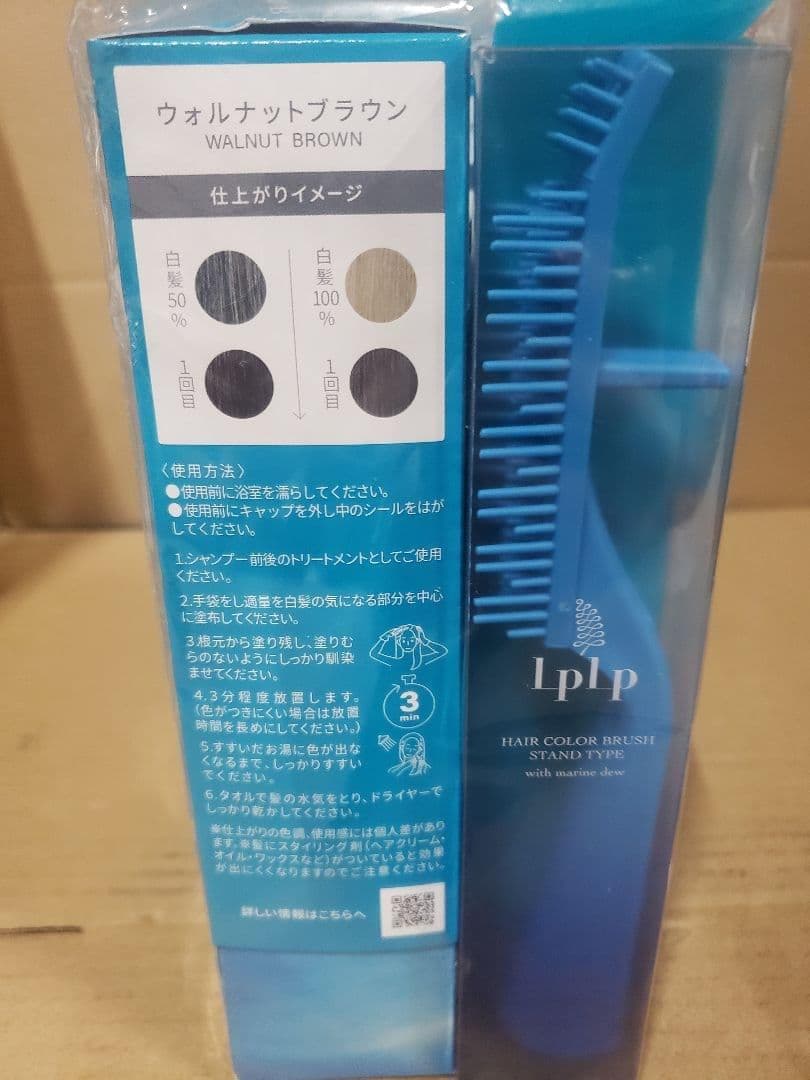 ウォルナットブラウン
WALNUT BROWN
仕上がりイメージ
白髪50%
白髪100%
1回目
1回目
〈使用方法〉
●使用前に浴室を濡らしてください。
●使用前にキャップを外し中のシールをはが
してください。
1.シャンプー前後のトリートメントとしてご使用
ください。
2.手袋をし適量を白髪の気になる部分を中心
に塗布してください。
3.根元から塗り残し、塗りむ
らのないようにしっかり馴染
ませてください。
4.3分程度放置します。
(色がつきにくい場合は放置
時間を長めにしてください。)
3
min
5.すすいだお湯に色が出な
くなるまで、しっかりすすい
でください。
6.タオルで髪の水気をとり、ドライヤーで
しっかり乾かしてください。
※仕上がりの色調、使用感には個人差があり
ます。※髪にスタイリング剤(ヘアクリーム・
オイル・ワックスなど)がついていると効果
が出にくくなりますのでご注意ください。
詳しい情報はこちらへ
LpLp
HAIR COLOR BRUSH
STAND TYPE
with marine dew